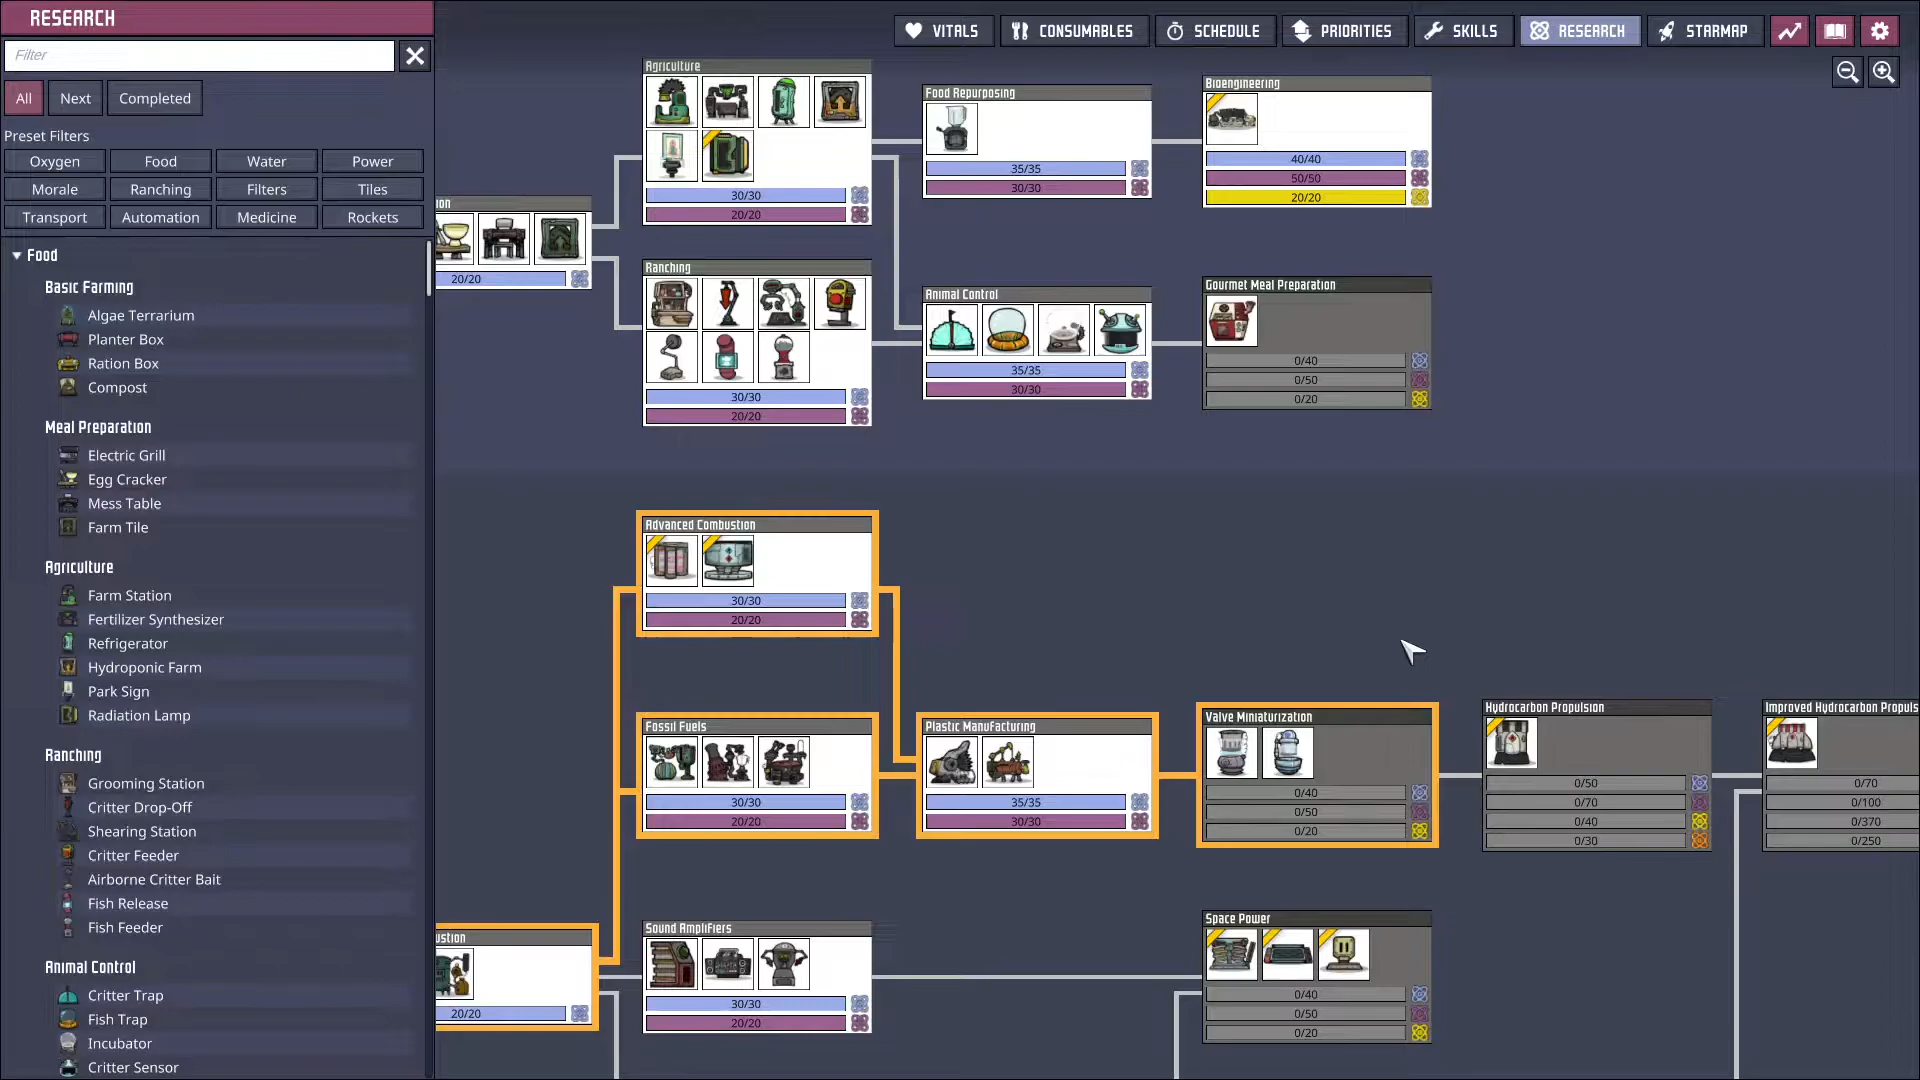 RESEARCH
VITALS
CONSUMABLES
SCHEDULE
PRIORITIES
SKILLS
RESEARCH
STARMAP
Filter
All
Next
Completed
Preset Filters
Oxygen
Food
Water
Power
Morale
Ranching
Filters
Tiles
Transport
Automation
Medicine
Rockets
Food
Basic Farming
Algae Terrarium
Planter Box
Ration Box
Compost
Meal Preparation
Electric Grill
Egg Cracker
Mess Table
Farm Tile
Agriculture
Farm Station
Fertilizer Synthesizer
Refrigerator
Hydroponic Farm
Park Sign
Radiation Lamp
Ranching
Grooming Station
Critter Drop-Off
Shearing Station
Critter Feeder
Airborne Critter Bait
Fish Release
Fish Feeder
Animal Control
Critter Trap
Fish Trap
Incubator
Critter Sensor
on
20/20
Agriculture
30/30
20/20
Food Repurposing
35/35
30/30
Bioengineering
40/40
50/50
20/20
Ranching
30/30
20/20
Animal Control
35/35
30/30
Gourmet Meal Preparation
0/40
0/50
0/20
Advanced Combustion
30/30
20/20
Fossil Fuels
30/30
20/20
Plastic Manufacturing
35/35
30/30
Valve Miniaturization
0/40
0/50
0/20
Hydrocarbon Propulsion
0/50
0/70
0/40
0/30
Improved Hydrocarbon Propuls
0/70
0/100
0/370
0/250
ustion
20/20
Sound Amplifiers
30/30
20/20
Space Power
0/40
0/50
0/20